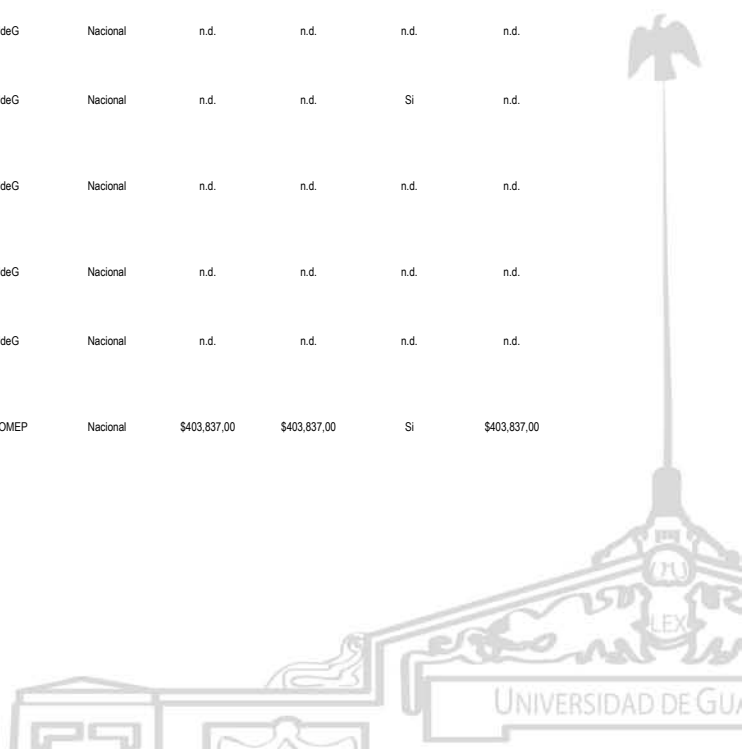 deG Nacional n.d. n.d. n.d. n.d.
deG Nacional n.d. n.d. Si n.d.
deG Nacional n.d. n.d. n.d. n.d.
deG Nacional n.d. n.d. n.d. n.d.
deG Nacional n.d. n.d. n.d. n.d.
OMEP Nacional $403,837,00 $403,837,00 Si $403,837,00
LEX
UNIVERSIDAD DE GUA